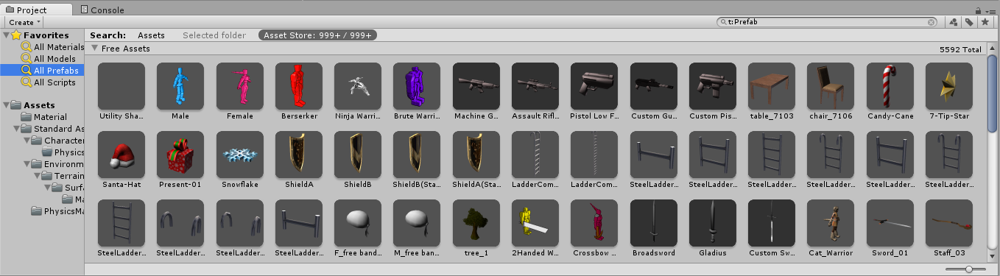 Project Console
Create t:Prefab
Favorites Search: Assets Selected folder Asset Store: 999+ / 999+
All Materials Free Assets 5592 Total
All Models
All Prefabs
All Scripts
Assets
Material
Standard As
Character
Physics
Environm
Terrain
Surfa
Ma
PhysicsMa
Utility Sha... Male Female Berserker Ninja Warri... Brute Warri... Machine G... Assault Rifl... Pistol Low F... Custom Gu... Custom Pis... table_7103 chair_7106 Candy-Cane 7-Tip-Star
Santa-Hat Present-01 Snowflake ShieldA ShieldB ShieldB(Sta... ShieldA(Sta... LadderCom... LadderCom... SteelLadder... SteelLadder... SteelLadder... SteelLadder... SteelLadder... SteelLadder...
SteelLadder... SteelLadder... SteelLadder... SteelLadder... F_free band... M_free ban... tree_1 2Handed W... Crossbow ... Broadsword Gladius Custom Sw... Cat_Warrior Sword_01 Staff_03